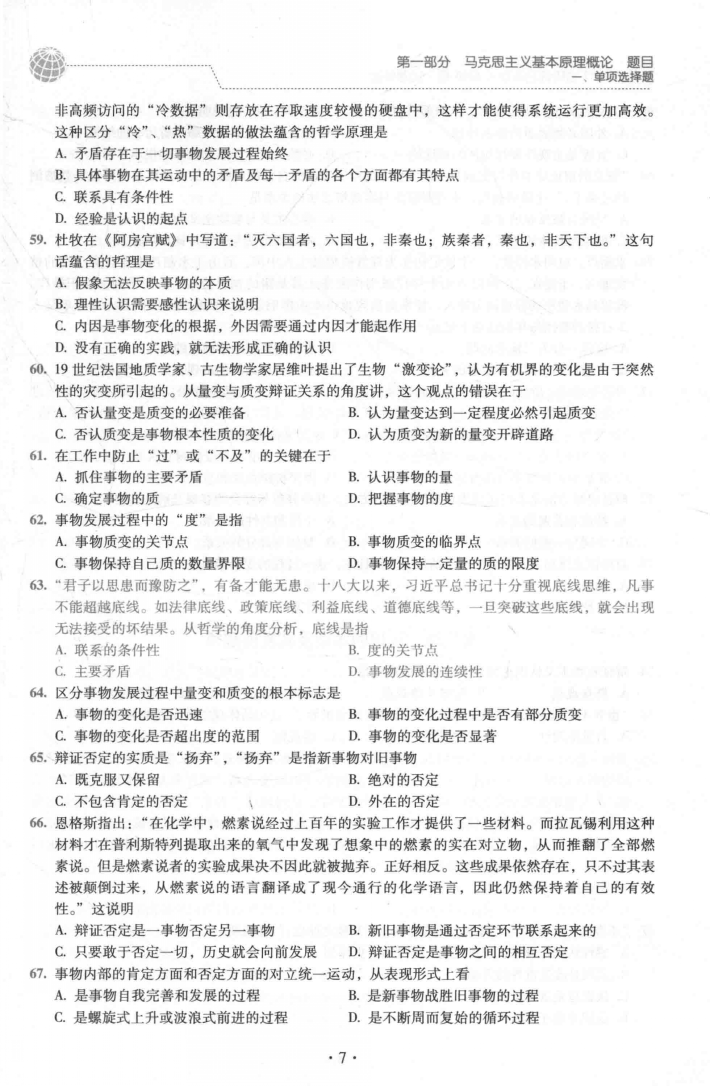 第一部分 马克思主义基本原理概论 题目
一、单项选择题
非高频访问的“冷数据”则存放在存取速度较慢的硬盘中，这样才能使得系统运行更加高效。
这种区分“冷”、“热”数据的做法蕴含的哲学原理是
A. 矛盾存在于一切事物发展过程始终
B. 具体事物在其运动中的矛盾及每一矛盾的各个方面都有其特点
C. 联系具有条件性
D. 经验是认识的起点
59. 杜牧在《阿房宫赋》中写道：“灭六国者，六国也，非秦也；族秦者，秦也，非天下也。”这句
话蕴含的哲理是
A. 假象无法反映事物的本质
B. 理性认识需要感性认识来说明
C. 内因是事物变化的根据，外因需要通过内因才能起作用
D. 没有正确的实践，就无法形成正确的认识
60. 19 世纪法国地质学家、古生物学家居维叶提出了生物“激变论”，认为有机界的变化是由于突然
性的灾变所引起的。从量变与质变辩证关系的角度讲，这个观点的错误在于
A. 否认量变是质变的必要准备 B. 认为量变达到一定程度必然引起质变
C. 否认质变是事物根本性质的变化 D. 认为质变为新的量变开辟道路
61. 在工作中防止“过”或“不及”的关键在于
A. 抓住事物的主要矛盾 B. 认识事物的量
C. 确定事物的质 D. 把握事物的度
62. 事物发展过程中的“度”是指
A. 事物质变的关节点 B. 事物质变的临界点
C. 事物保持自己质的数量界限 D. 事物保持一定量的质的限度
63. “君子以思患而豫防之”，有备才能无患。十八大以来，习近平总书记十分重视底线思维，凡事
不能超越底线。如法律底线、政策底线、利益底线、道德底线等，一旦突破这些底线，就会出现
无法接受的坏结果。从哲学的角度分析，底线是指
A. 联系的条件性 B. 度的关节点
C. 主要矛盾 D. 事物发展的连续性
64. 区分事物发展过程中量变和质变的根本标志是
A. 事物的变化是否迅速 B. 事物的变化过程中是否有部分质变
C. 事物的变化是否超出度的范围 D. 事物的变化是否显著
65. 辩证否定的实质是“扬弃”，“扬弃”是指新事物对旧事物
A. 既克服又保留 B. 绝对的否定
C. 不包含肯定的否定 D. 外在的否定
66. 恩格斯指出：“在化学中，燃素说经过上百年的实验工作才提供了一些材料。而拉瓦锡利用这种
材料才在普利斯特列提取出来的氧气中发现了想象中的燃素的实在对立物，从而推翻了全部燃
素说。但是燃素说者的实验成果决不因此就被抛弃。正好相反。这些成果依然存在，只不过其表
述被颠倒过来，从燃素说的语言翻译成了现今通行的化学语言，因此仍然保持着自己的有效
性。”这说明
A. 辩证否定是一事物否定另一事物 B. 新旧事物是通过否定环节联系起来的
C. 只要敢于否定一切，历史就会向前发展 D. 辩证否定是事物之间的相互否定
67. 事物内部的肯定方面和否定方面的对立统一运动，从表现形式上看
A. 是事物自我完善和发展的过程 B. 是新事物战胜旧事物的过程
C. 是螺旋式上升或波浪式前进的过程 D. 是不断周而复始的循环过程
· 7 ·